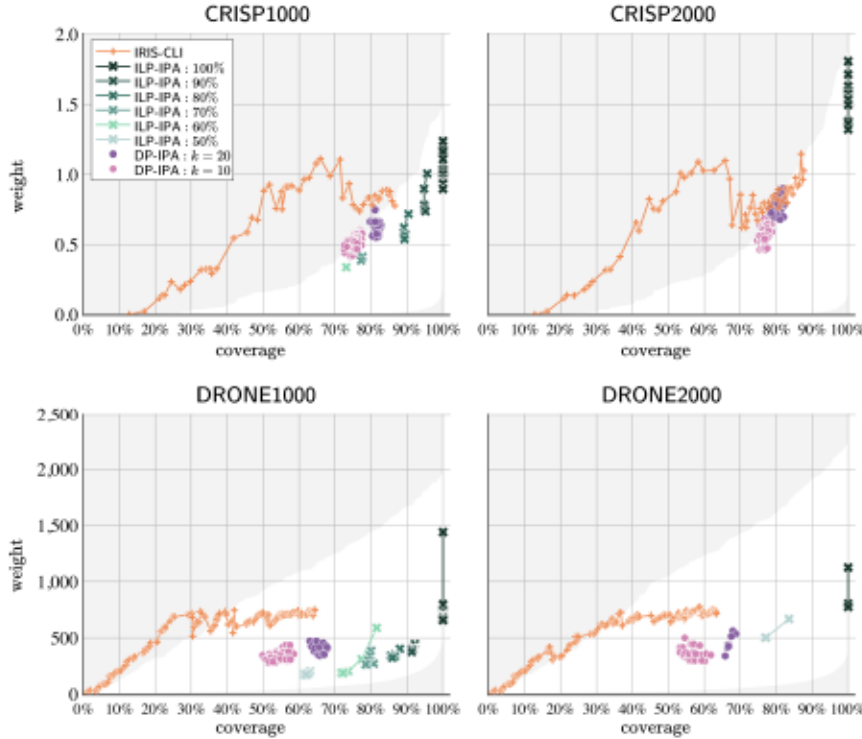 CRISP1000
CRISP2000
2.0
1.5
1.0
0.5
0.0
weight
IRIS-CLI
ILP-IPA : 100%
ILP-IPA : 90%
ILP-IPA : 80%
ILP-IPA : 70%
ILP-IPA : 60%
ILP-IPA : 50%
DP-IPA : k = 20
DP-IPA : k = 10
0% 10% 20% 30% 40% 50% 60% 70% 80% 90% 100%
0% 10% 20% 30% 40% 50% 60% 70% 80% 90% 100%
coverage
coverage
DRONE1000
DRONE2000
2,500
2,000
1,500
1,000
500
0
weight
0% 10% 20% 30% 40% 50% 60% 70% 80% 90% 100%
0% 10% 20% 30% 40% 50% 60% 70% 80% 90% 100%
coverage
coverage